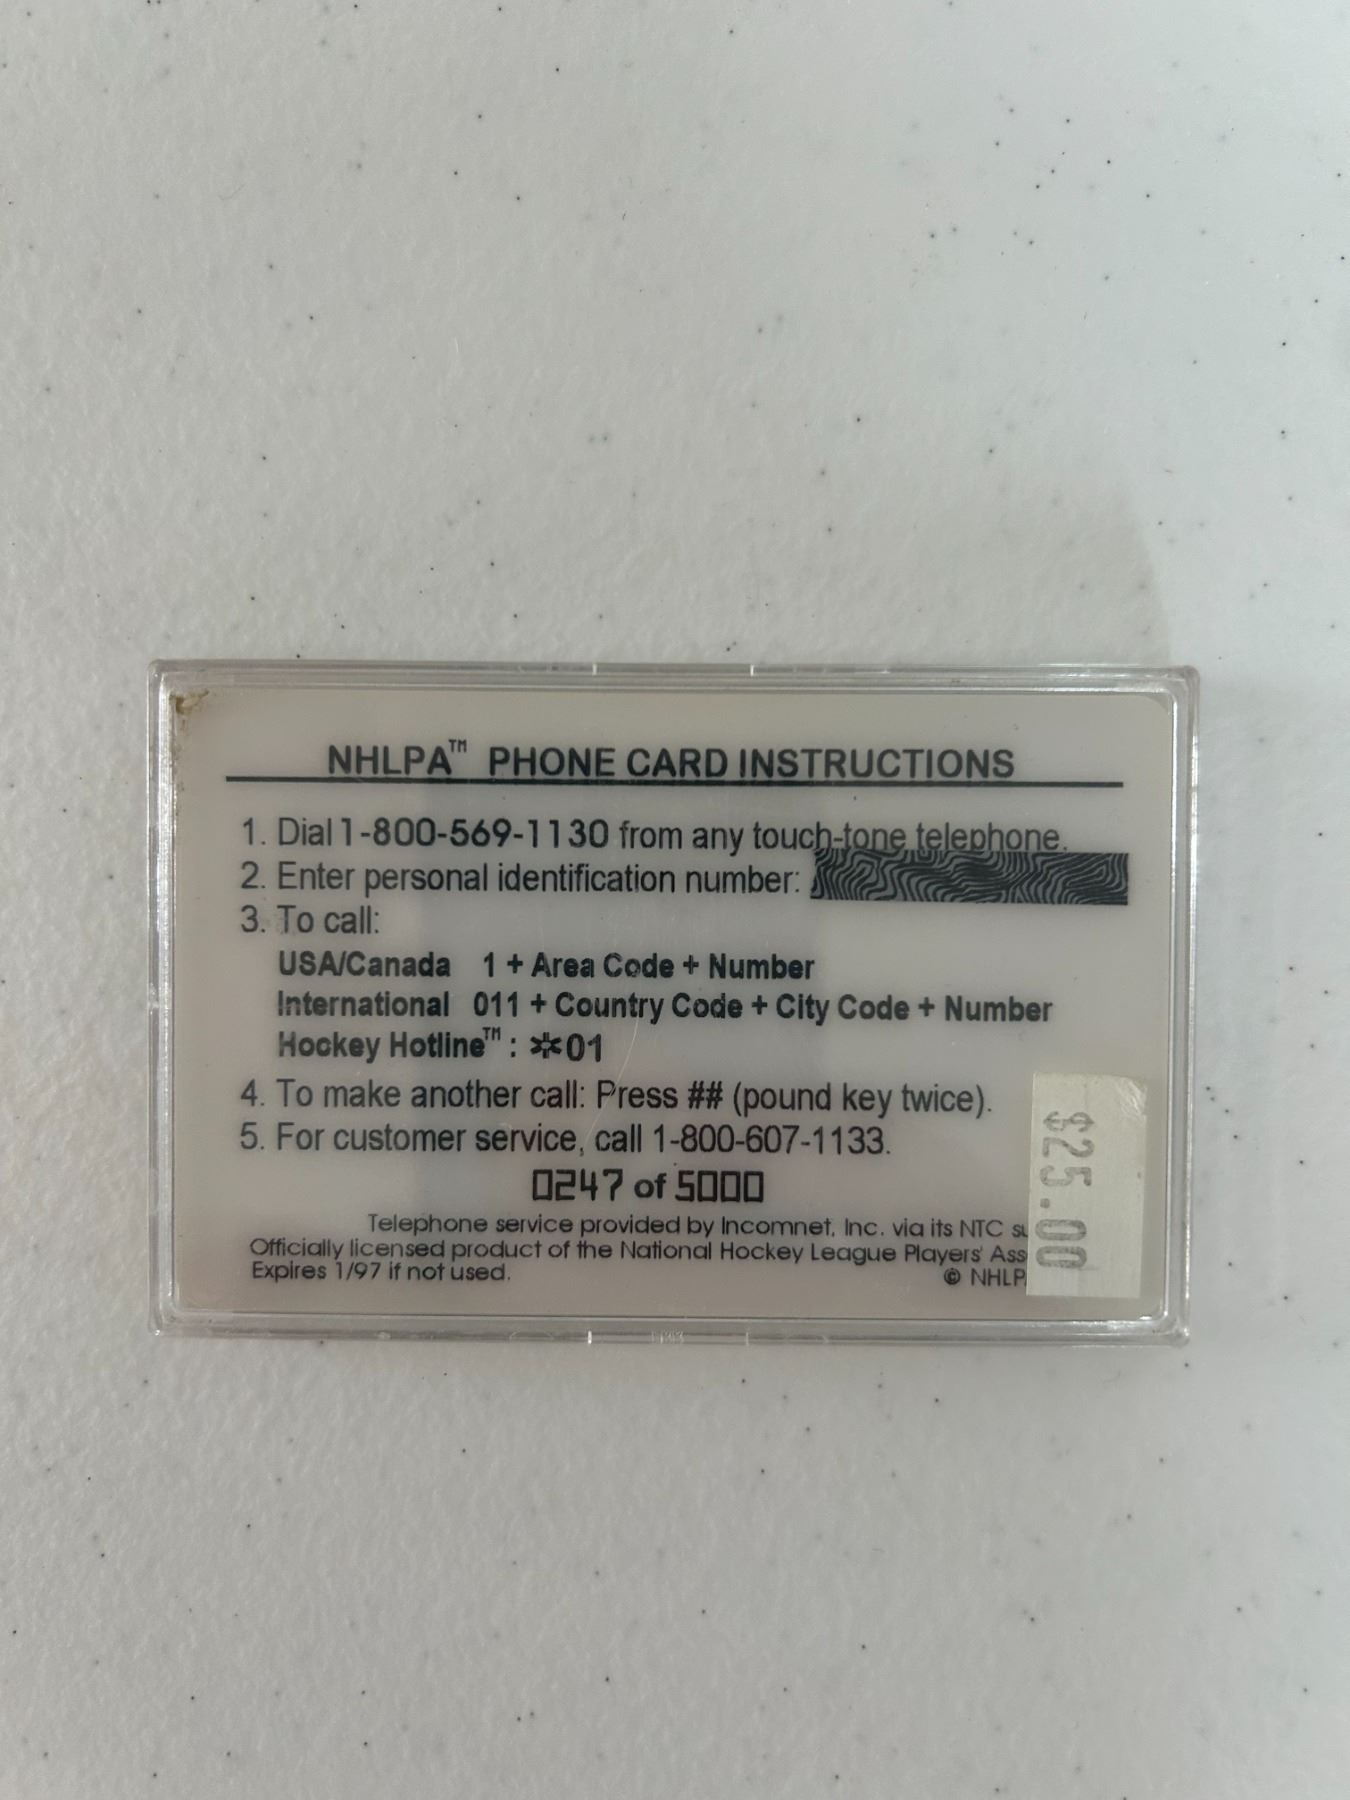 NHLPA™ PHONE CARD INSTRUCTIONS
1. Dial 1-800-569-1130 from any touch-tone telephone.
2. Enter personal identification number:
3. To call:
USA/Canada 1 + Area Code + Number
International 011 + Country Code + City Code + Number
Hockey Hotline™ : ✲01
4. To make another call: Press ## (pound key twice).
5. For customer service, call 1-800-607-1133.
0247 of 5000
Telephone service provided by Incomnet, Inc. via its NTC
Officially licensed product of the National Hockey League Players'
Expires 1/97 if not used.
©
$25.00